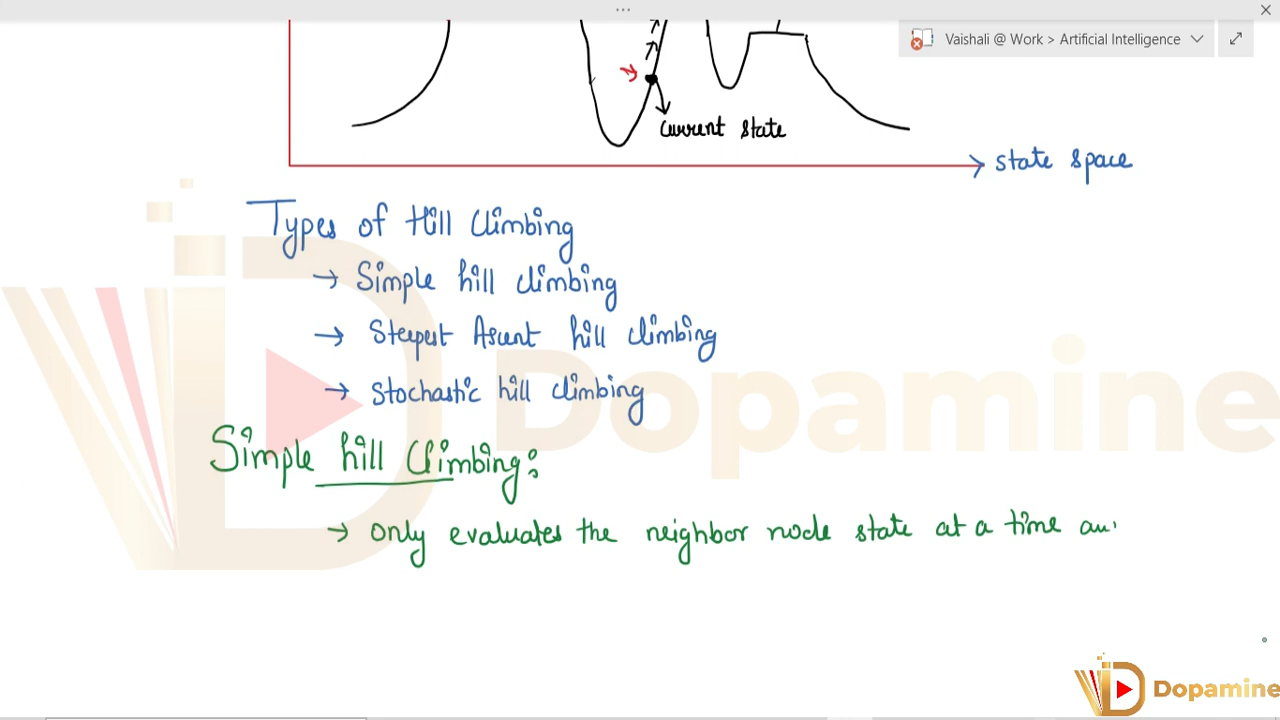 Vaishali @ Work > Artificial Intelligence
Current state
state space
Types of Hill Climbing
→ Simple hill climbing
→ Steepest Ascent hill climbing
→ Stochastic hill climbing
Simple hill Climbing:
→ only evaluates the neighbor node state at a time an
Dopamine
Dopamine